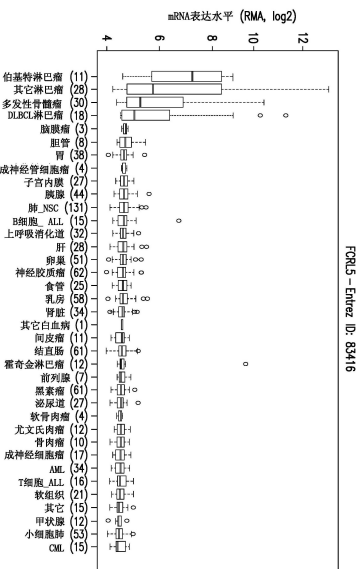 mRNA表达水平 (RMA, log2)
4 6 8 10 12
伯基特淋巴瘤 (11)
其它淋巴瘤 (28)
多发性骨髓瘤 (30)
DLBCL淋巴瘤 (18)
脑膜瘤 (3)
胆管 (8)
胃 (38)
成神经管细胞瘤 (4)
子宫内膜 (27)
胰腺 (44)
肺_NSC (131)
B细胞_ ALL (15)
上呼吸消化道 (32)
肝 (28)
卵巢 (51)
神经胶质瘤 (62)
食管 (25)
乳房 (58)
肾脏 (34)
其它白血病 (1)
间皮瘤 (11)
结直肠 (61)
霍奇金淋巴瘤 (12)
前列腺 (7)
黑素瘤 (61)
泌尿道 (27)
软骨肉瘤 (4)
尤文氏肉瘤 (12)
骨肉瘤 (10)
成神经细胞瘤 (17)
AML (34)
T细胞_ALL (16)
软组织 (21)
其它 (15)
甲状腺 (12)
小细胞肺 (53)
CML (15)
FCRL5 – Entrez ID: 83416